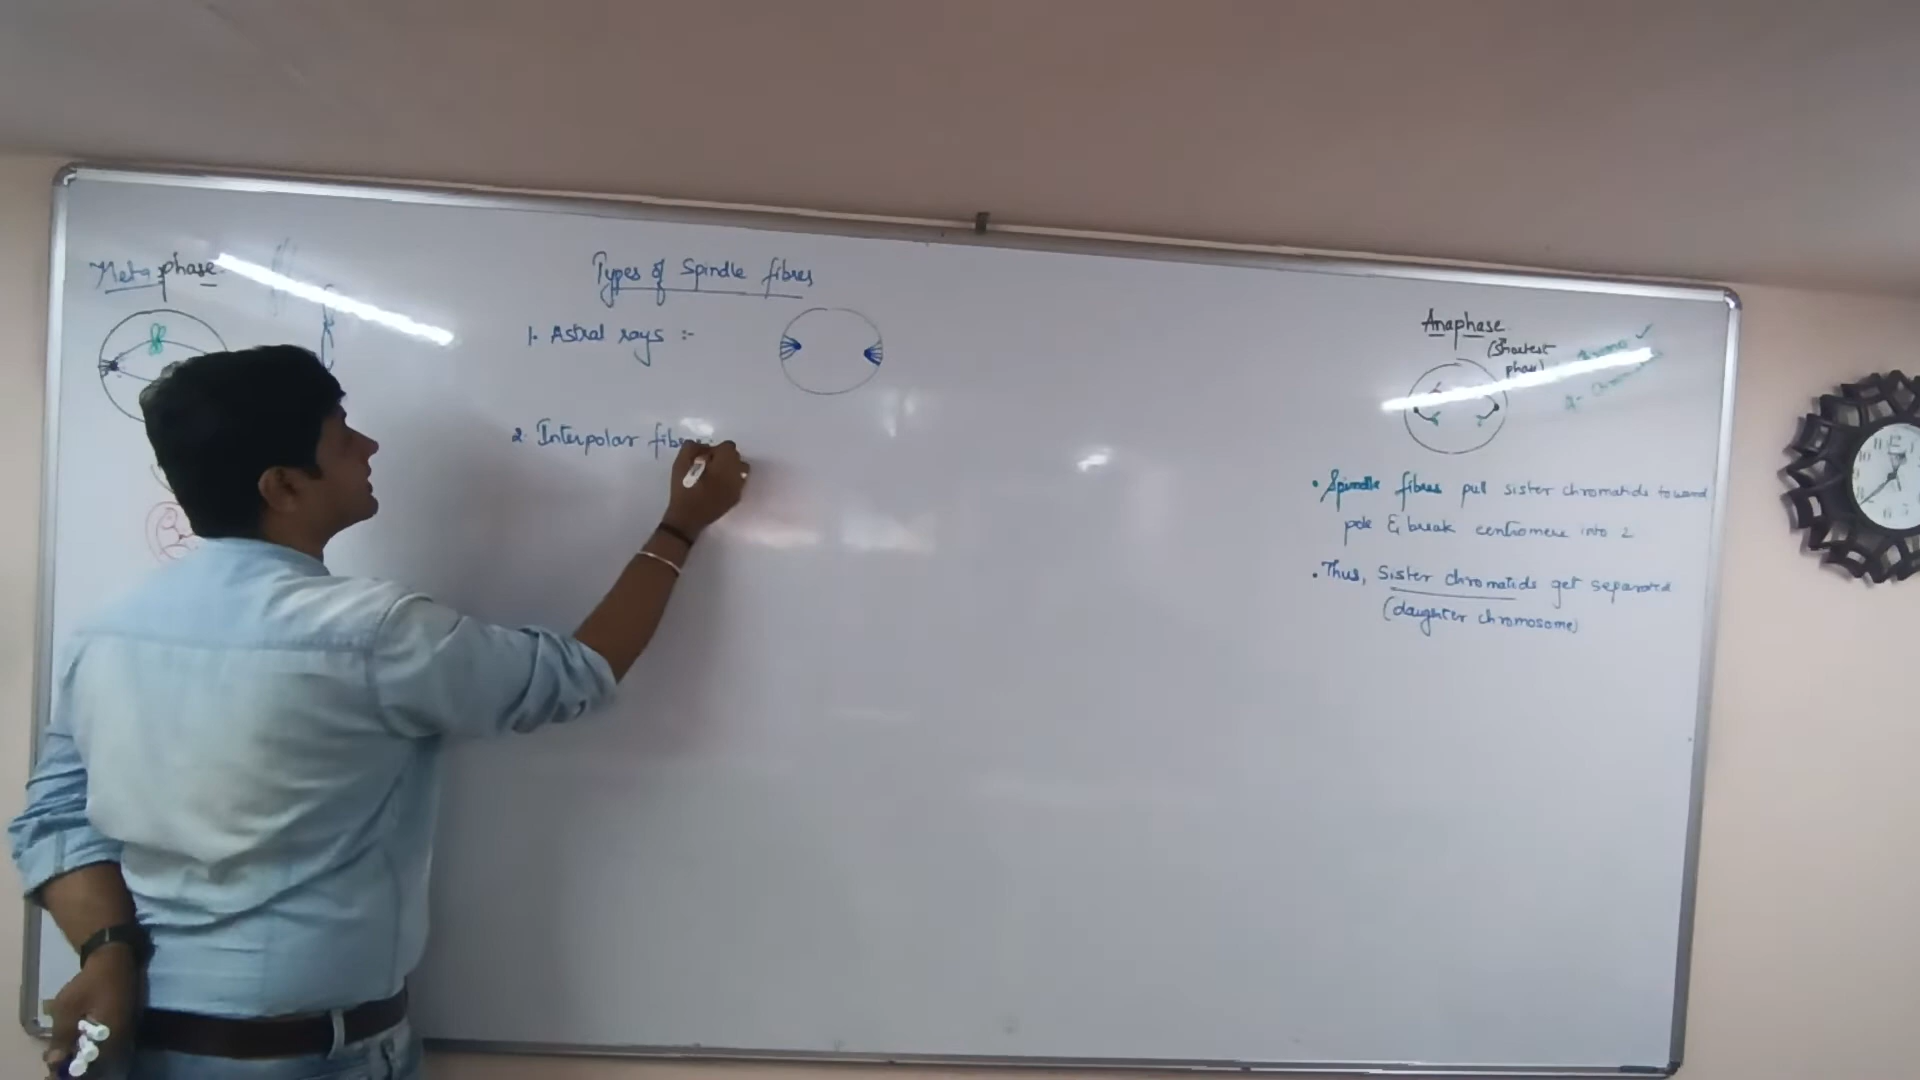 Metaphase
Types of Spindle fibres
1. Astral rays :-
2. Interpolar fibres
Anaphase
(Shortest
phase)
• Spindle fibres pull sister chromatids toward
pole & break centromere into 2
• Thus, Sister chromatids get separated
(daughter chromosome)